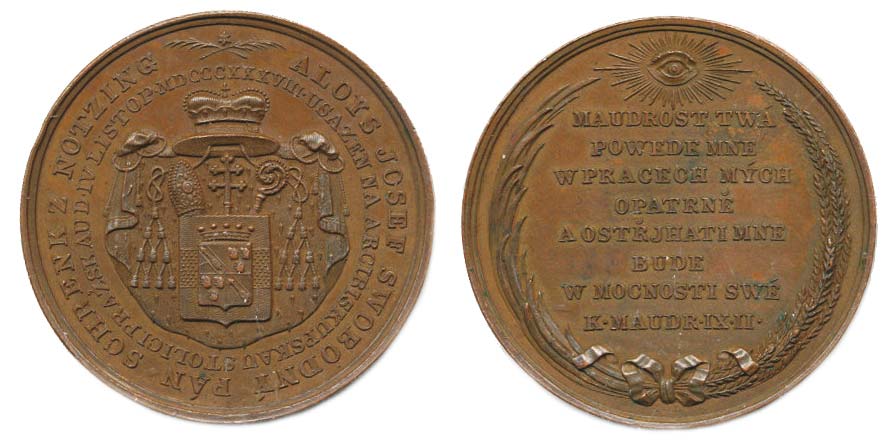 ALOYS JOSEF SWOBODNÝ PÁN SCHRENK Z NOTZING
USAZEN NA ARCIBISKUPSKAU STOLICI PRAŽSKAU D·IV LISTOP·MDCCCXXXVIII·
MAUDROST TWA
POWEDE MNE
W PRACECH MÝCH
OPATRNĚ
A OSTŘJHATI MNE
BUDE
W MOCNOSTI SWÉ
K·MAUDR·IX·II·